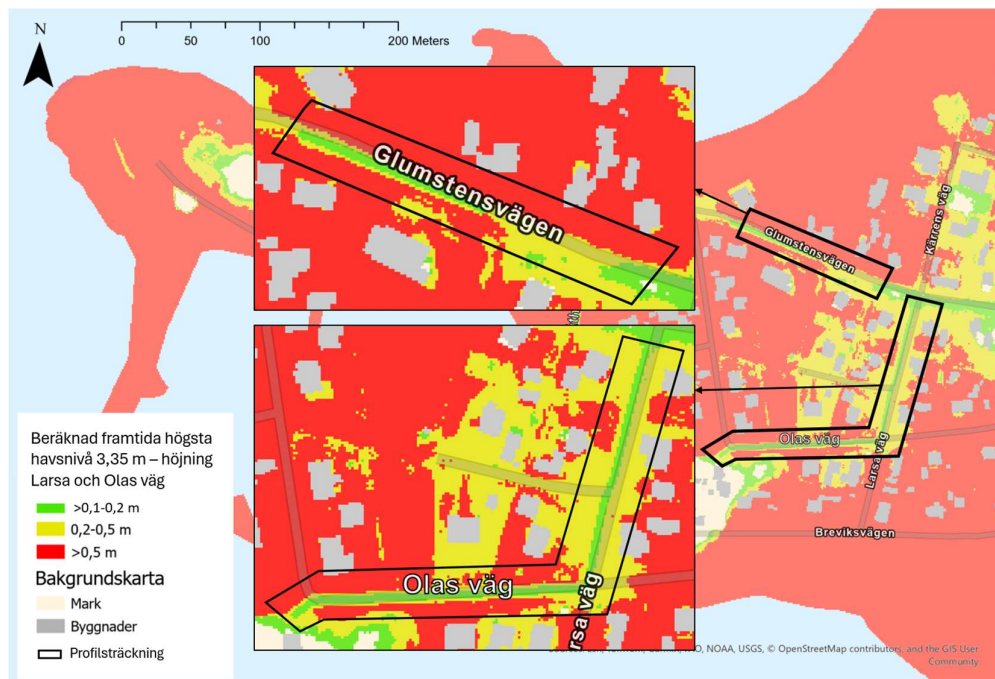 N
0 50 100 200 Meters
Glumstensvägen
Glumstensvägen
Kärrens väg
Olas väg
Larsa väg
Breviksvägen
Olas väg
rsa väg
Beräknad framtida högsta
havsnivå 3,35 m – höjning
Larsa och Olas väg
>0,1-0,2 m
0,2-0,5 m
>0,5 m
Bakgrundskarta
Mark
Byggnader
Profilsträckning
NOAA, USGS, © OpenStreetMap contributors, and the GIS User
Community